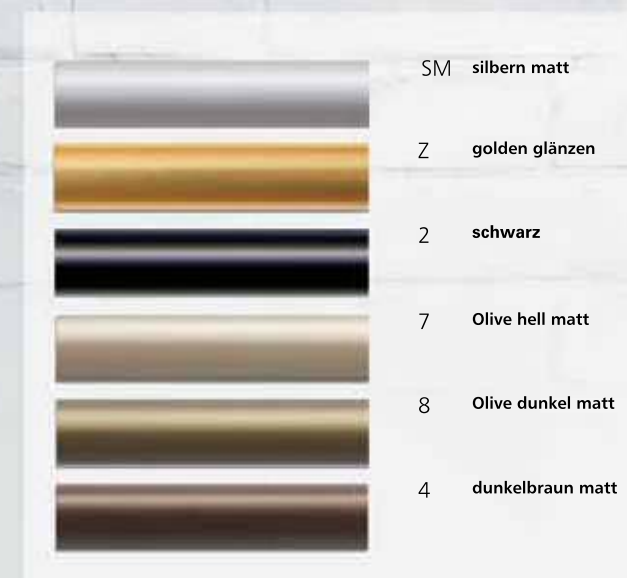 SM silbern matt
Z golden glänzen
2 schwarz
7 Olive hell matt
8 Olive dunkel matt
4 dunkelbraun matt